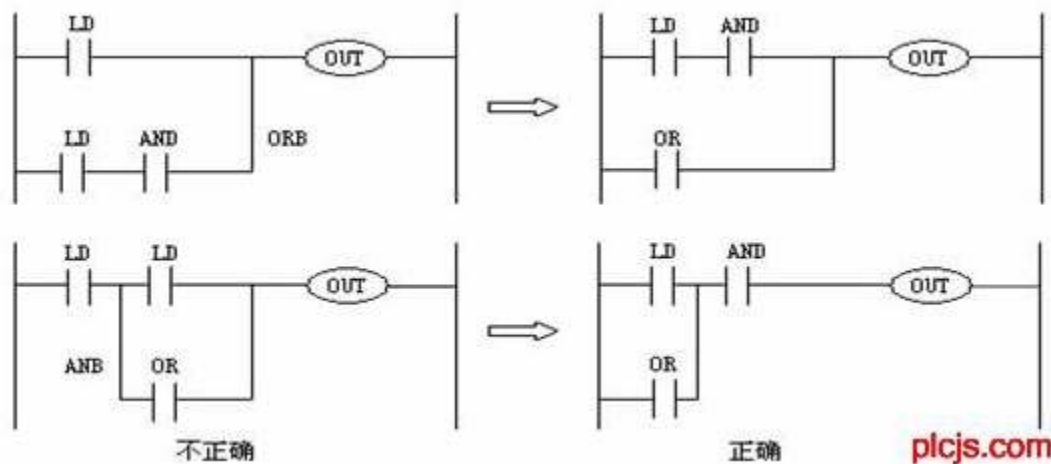 LD
OUT
LD AND
ORB
LD AND
OUT
OR
LD LD
OUT
ANB OR
LD AND
OUT
OR
不正确
正确
plcjs.com